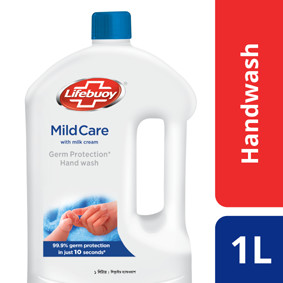 Lifebuoy
Mild Care
with milk cream
Germ Protection*
Hand wash
99.9% germ protection
in just 10 seconds*
Handwash
1L